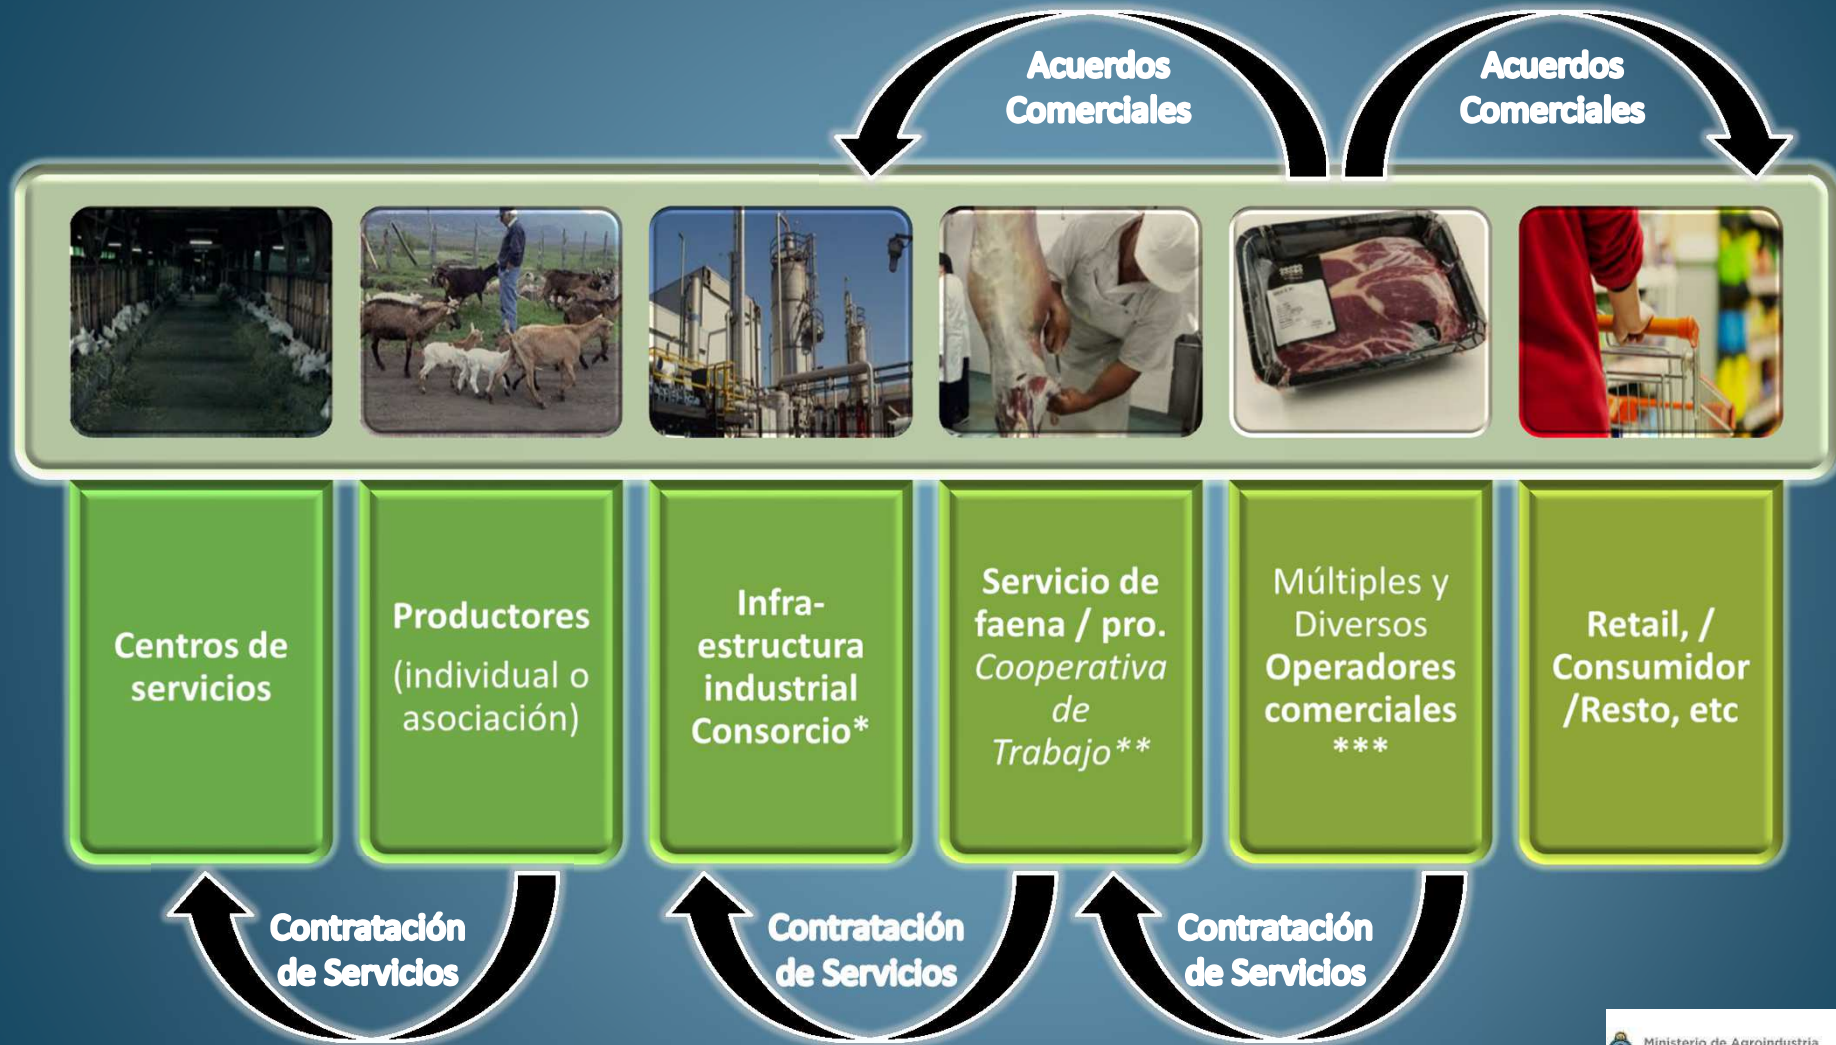 Acuerdos
Comerciales
Acuerdos
Comerciales
Centros de
servicios
Productores
(individual o
asociación)
Infra-
estructura
industrial
Consorcio*
Servicio de
faena / pro.
Cooperativa
de
Trabajo**
Múltiples y
Diversos
Operadores
comerciales
***
Retail, /
Consumidor
/Resto, etc
Contratación
de Servicios
Contratación
de Servicios
Contratación
de Servicios
Ministerio de Agroindustria